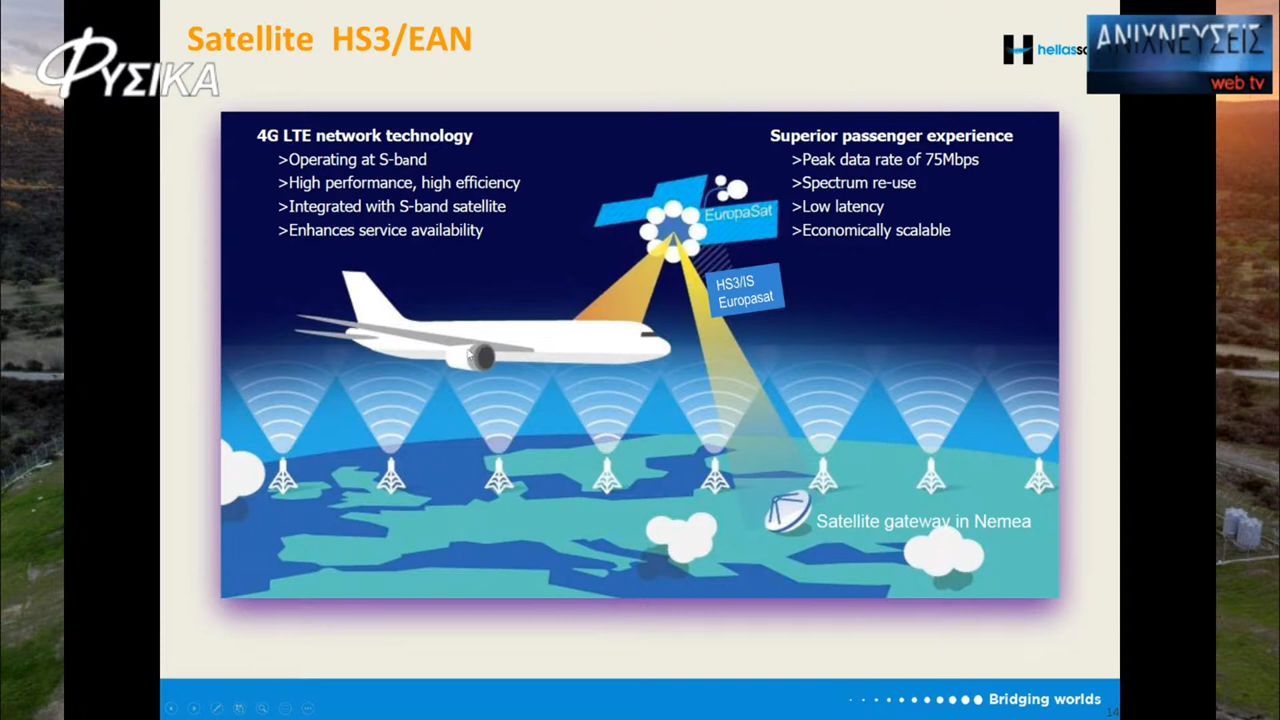 Satellite HS3/EAN
ΦΥΣΙΚΑ
ΑΝΙΧΝΕΥΣΕΙΣ
web tv
4G LTE network technology
>Operating at S-band
>High performance, high efficiency
>Integrated with S-band satellite
>Enhances service availability
Superior passenger experience
>Peak data rate of 75Mbps
>Spectrum re-use
>Low latency
>Economically scalable
EuropaSat
HS3/IS
Europasat
Satellite gateway in Nemea
Bridging worlds
14